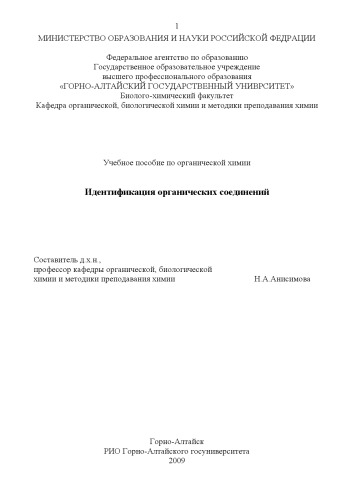 1
МИНИСТЕРСТВО ОБРАЗОВАНИЯ И НАУКИ РОССИЙСКОЙ ФЕДРАЦИИ
Федеральное агентство по образованию
Государственное образовательное учреждение
высшего профессионального образования
«ГОРНО-АЛТАЙСКИЙ ГОСУДАРСТВЕННЫЙ УНИВРСИТЕТ»
Биолого-химический факультет
Кафедра органической, биологической химии и методики преподавания химии
Учебное пособие по органической химии
Идентификация органических соединений
Составитель д.х.н.,
профессор кафедры органической, биологической
химии и методики преподавания химии Н.А.Анисимова
Горно-Алтайск
РИО Горно-Алтайского госуниверситета
2009